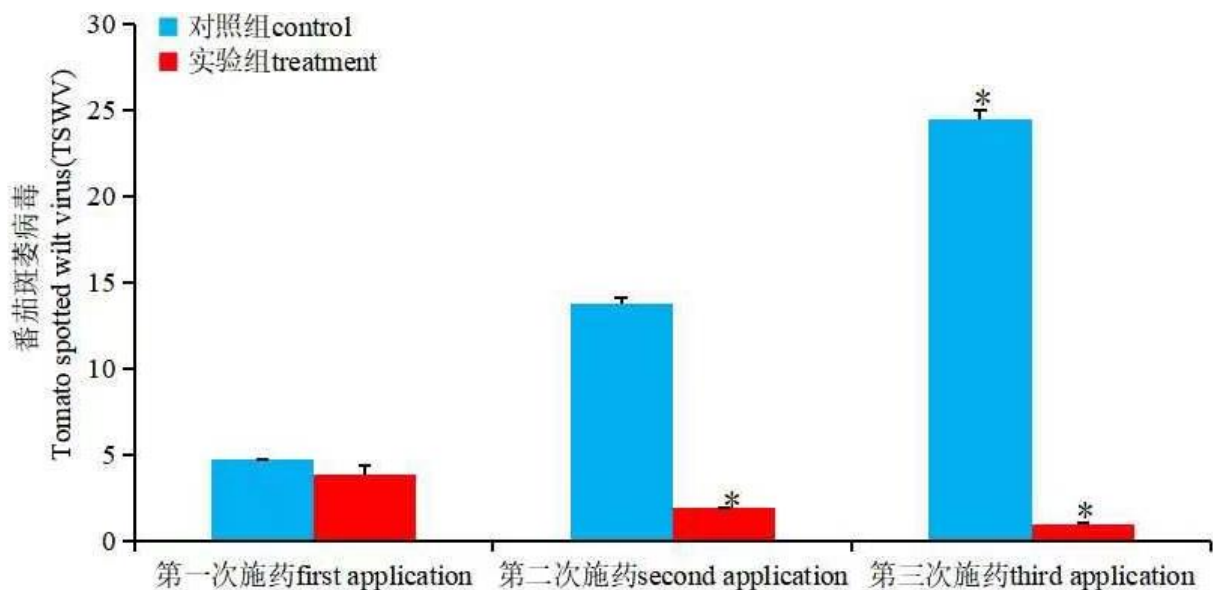 30
25
20
15
10
5
0
番茄斑萎病毒
Tomato spotted wilt virus(TSWV)
对照组control
实验组treatment
*
*
*
第一次施药first application
第二次施药second application
第三次施药third application